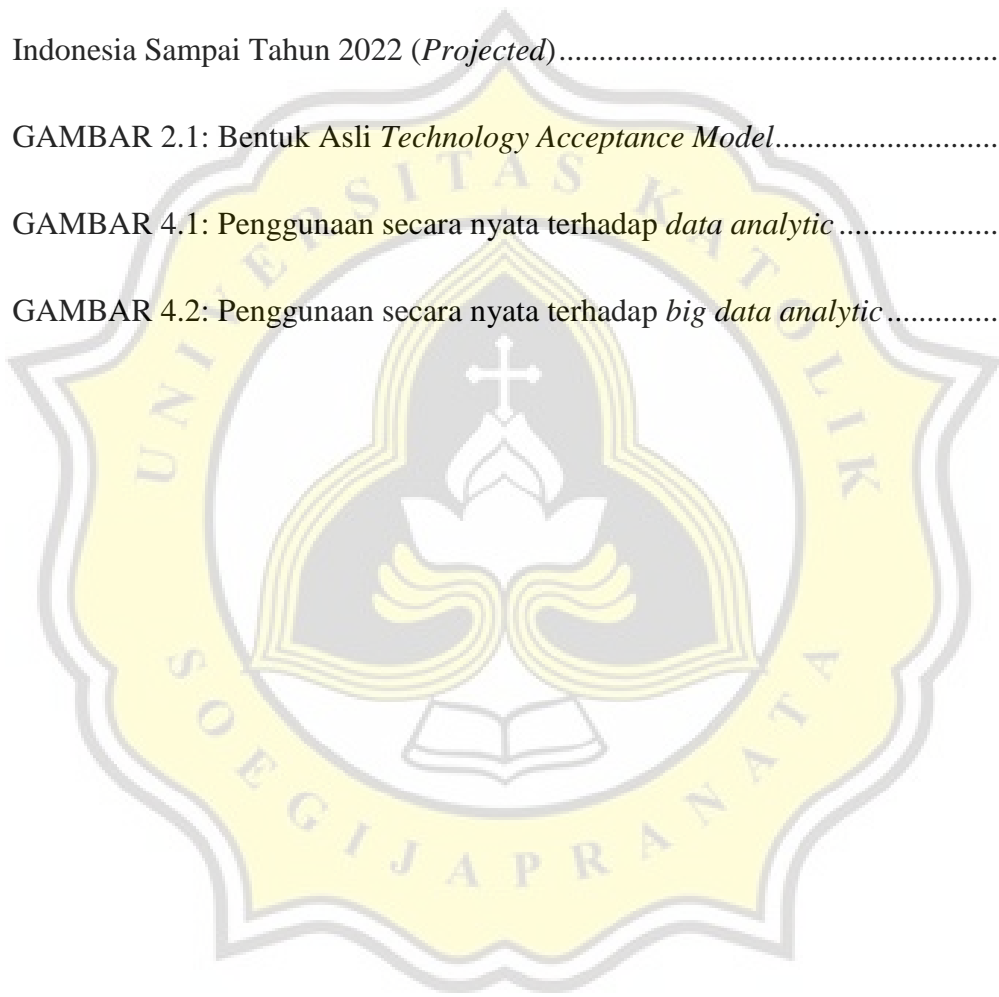 Indonesia Sampai Tahun 2022 (Projected)......................................................
GAMBAR 2.1: Bentuk Asli Technology Acceptance Model............................
GAMBAR 4.1: Penggunaan secara nyata terhadap data analytic....................
GAMBAR 4.2: Penggunaan secara nyata terhadap big data analytic..............
UNIVERSITAS KATOLIK
SOEGIJAPRANATA